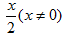 x/2 (x ≠ 0)